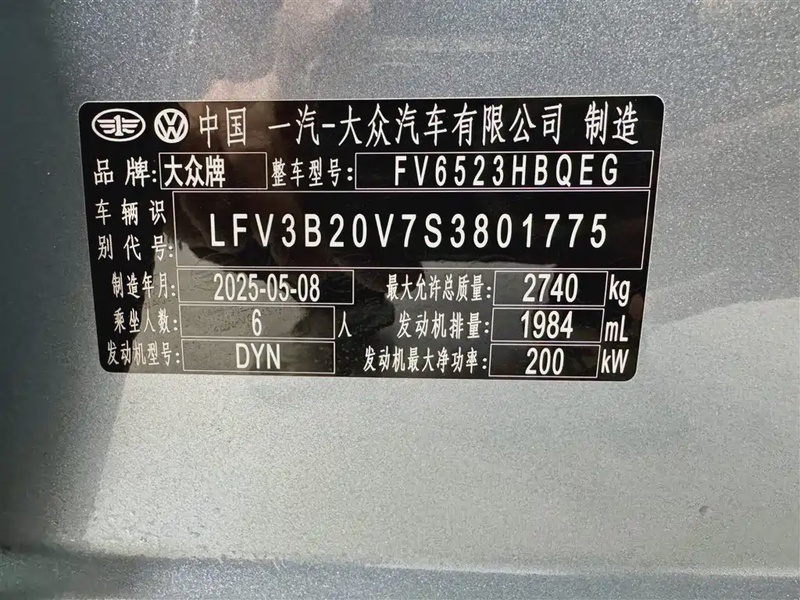 中国 一汽-大众汽车有限公司 制造
品牌: 大众牌 整车型号: FV6523HBQEG
车辆识别代号: LFV3B20V7S3801775
制造年月: 2025-05-08 最大允许总质量: 2740 kg
乘坐人数: 6 人 发动机排量: 1984 mL
发动机型号: DYN 发动机最大净功率: 200 kW